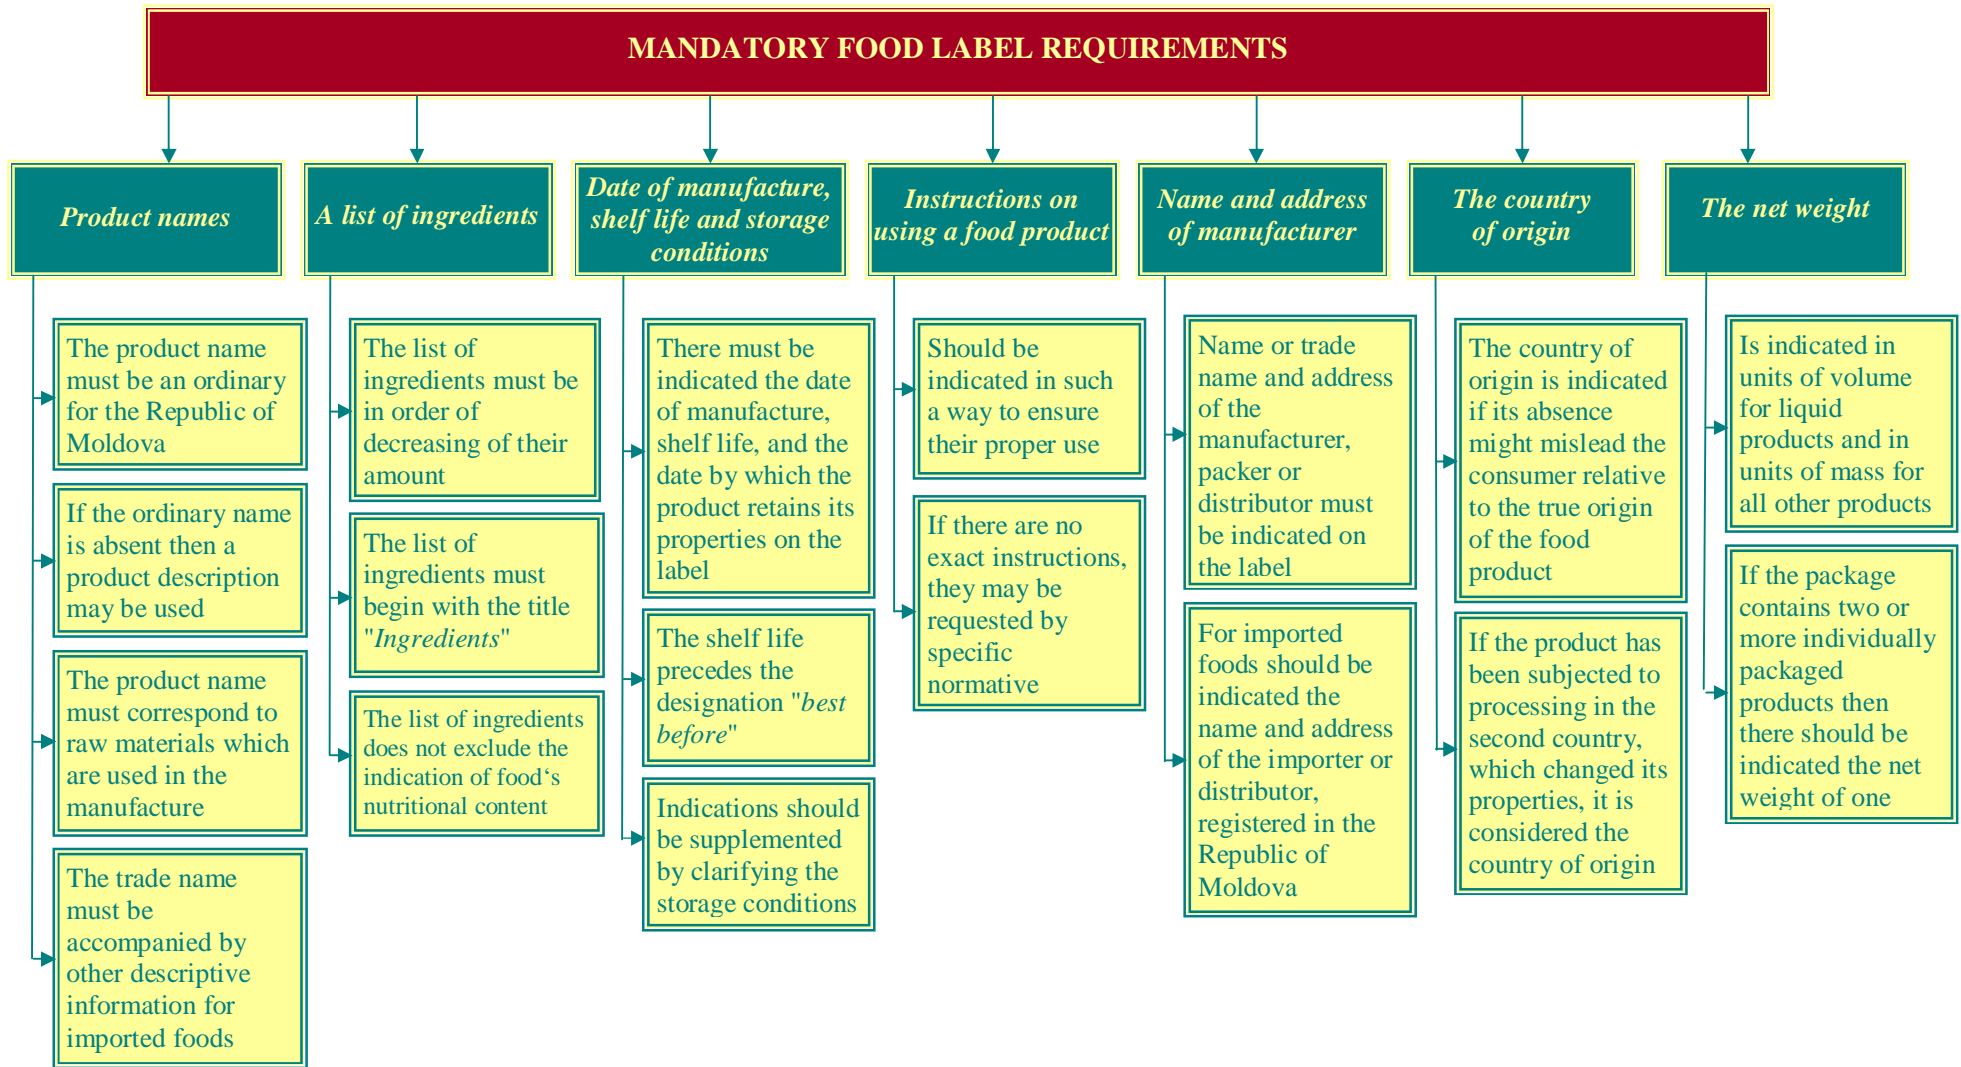 MANDATORY FOOD LABEL REQUIREMENTS
Product names
The product name
must be an ordinary
for the Republic of
Moldova
If the ordinary name
is absent then a
product description
may be used
The product name
must correspond to
raw materials which
are used in the
manufacture
The trade name
must be
accompanied by
other descriptive
information for
imported foods
A list of ingredients
The list of
ingredients must be
in order of
decreasing of their
amount
The list of
ingredients must
begin with the title
"Ingredients"
The list of ingredients
does not exclude the
indication of food‘s
nutritional content
Date of manufacture,
shelf life and storage
conditions
There must be
indicated the date
of manufacture,
shelf life, and the
date by which the
product retains its
properties on the
label
The shelf life
precedes the
designation "best
before"
Indications should
be supplemented
by clarifying the
storage conditions
Instructions on
using a food product
Should be
indicated in such
a way to ensure
their proper use
If there are no
exact instructions,
they may be
requested by
specific
normative
Name and address
of manufacturer
Name or trade
name and address
of the
manufacturer,
packer or
distributor must
be indicated on
the label
For imported
foods should be
indicated the
name and address
of the importer or
distributor,
registered in the
Republic of
Moldova
The country
of origin
The country of
origin is indicated
if its absence
might mislead the
consumer relative
to the true origin
of the food
product
If the product has
been subjected to
processing in the
second country,
which changed its
properties, it is
considered the
country of origin
The net weight
Is indicated in
units of volume
for liquid
products and in
units of mass for
all other products
If the package
contains two or
more individually
packaged
products then
there should be
indicated the net
weight of one